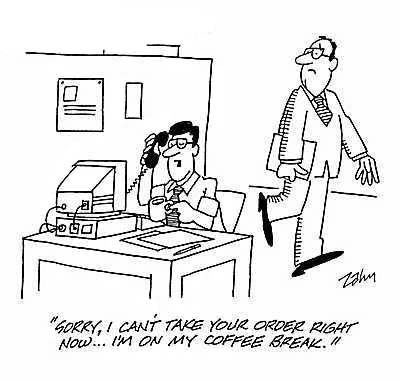 Zahn
"SORRY, I CAN'T TAKE YOUR ORDER RIGHT
NOW... I'M ON MY COFFEE BREAK."